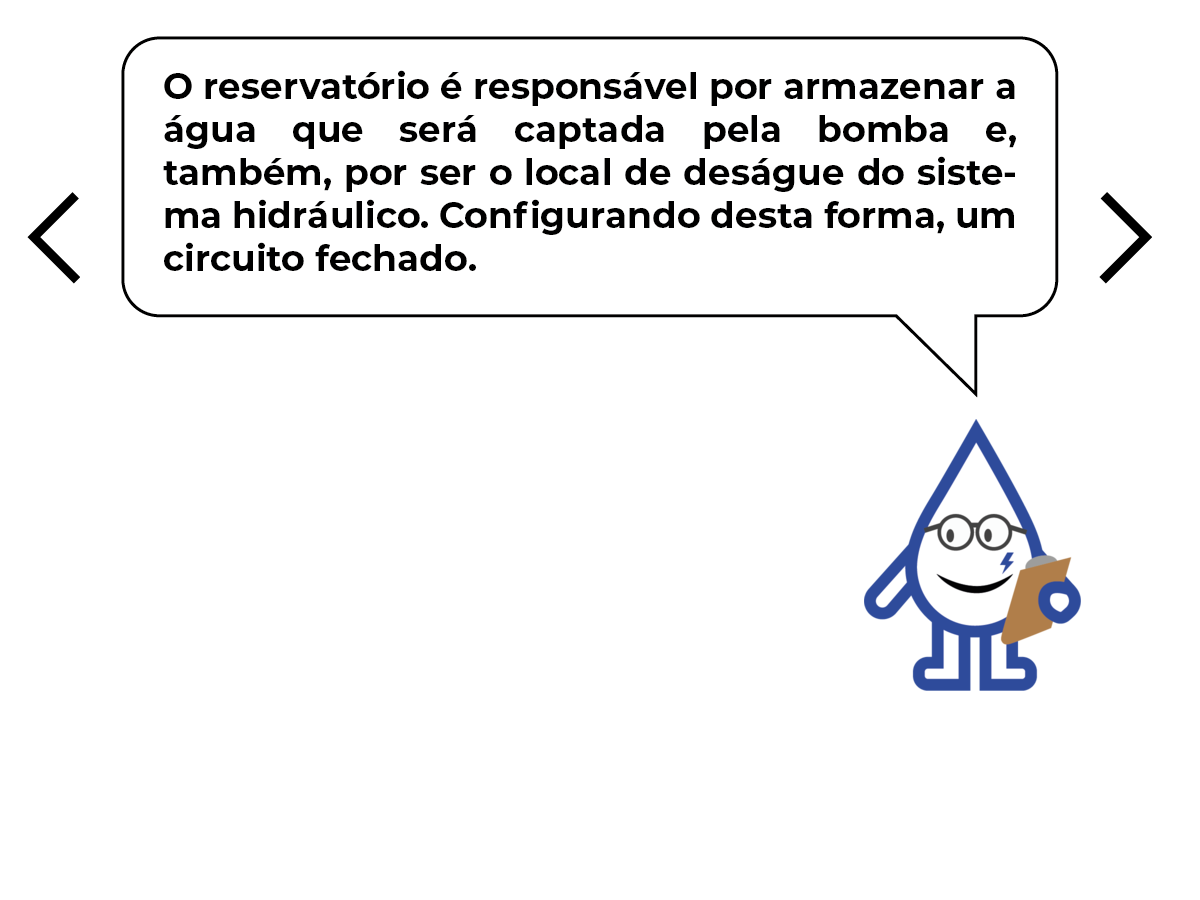 O reservatório é responsável por armazenar a
água que será captada pela bomba e,
também, por ser o local de deságue do siste-
ma hidráulico. Configurando desta forma, um
circuito fechado.